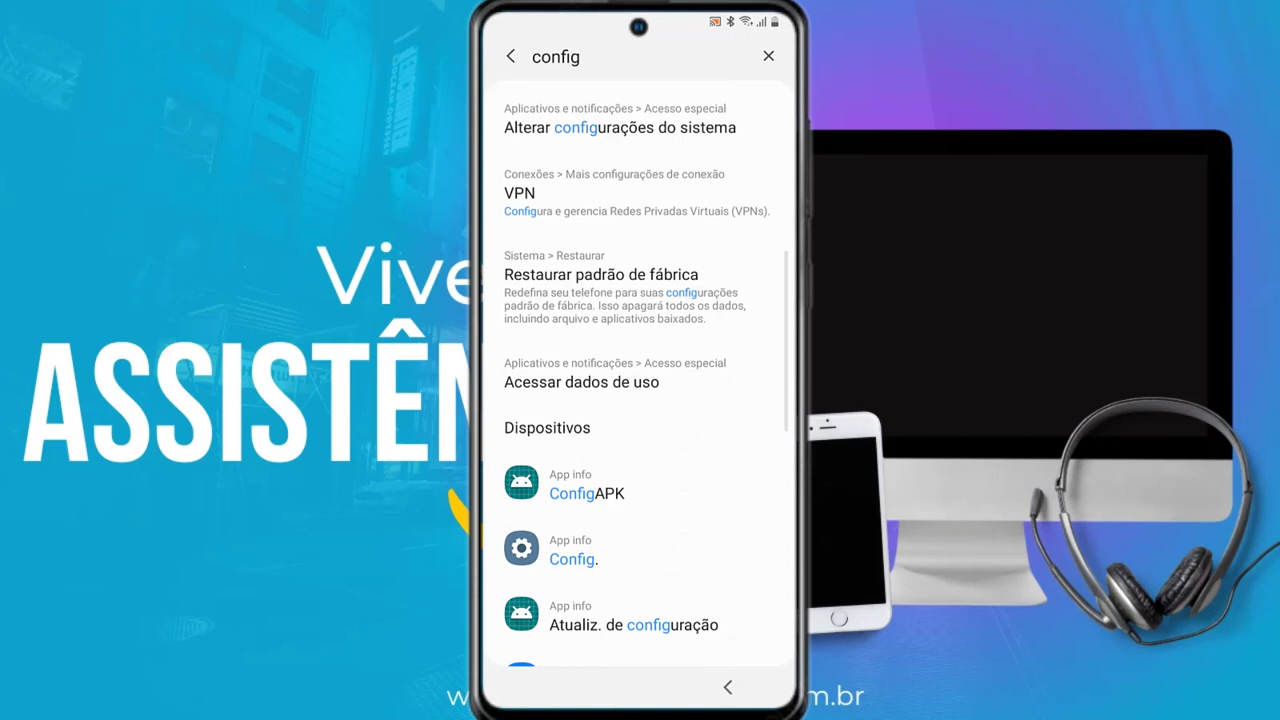 config
Aplicativos e notificações > Acesso especial
Alterar configurações do sistema
Conexões > Mais configurações de conexão
VPN
Configura e gerencia Redes Privadas Virtuais (VPNs).
Sistema > Restaurar
Restaurar padrão de fábrica
Redefina seu telefone para suas configurações
padrão de fábrica. Isso apagará todos os dados,
incluindo arquivo e aplicativos baixados.
Aplicativos e notificações > Acesso especial
Acessar dados de uso
Dispositivos
App info
ConfigAPK
App info
Config.
App info
Atualiz. de configuração
Vive
ASSISTÊN
w
m.br